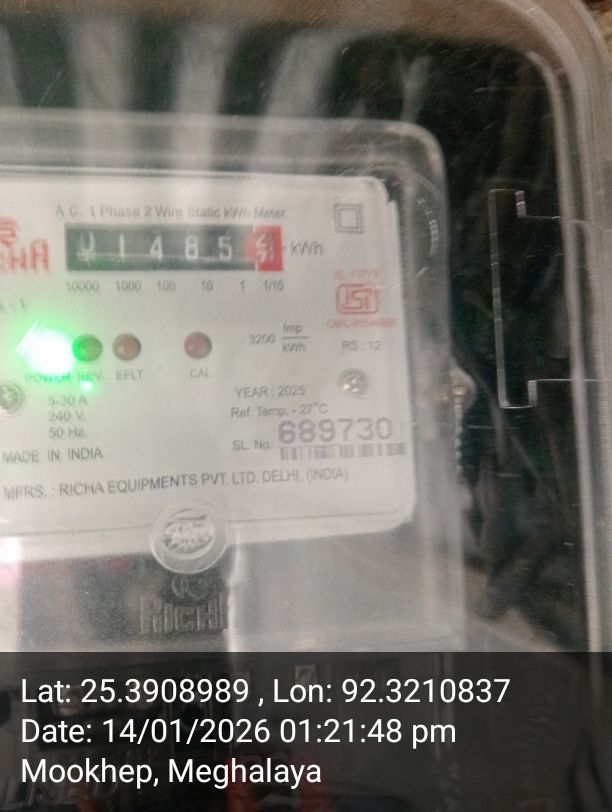 A.C. 1 Phase 2 Wire Static kWh Meter.
01485 kWh
10000 1000 100 10 1 1/10
3200 Imp/kWh
RS : 12
POWER REV. EFLT CAL
5-30 A
240 V.
50 Hz
YEAR : 2025
Ref. Temp. - 27°C
SL. No. 689730
MADE IN INDIA
MFRS. : RICHA EQUIPMENTS PVT. LTD. DELHI, (INDIA)
RICH
Lat: 25.3908989 , Lon: 92.3210837
Date: 14/01/2026 01:21:48 pm
Mookhep, Meghalaya